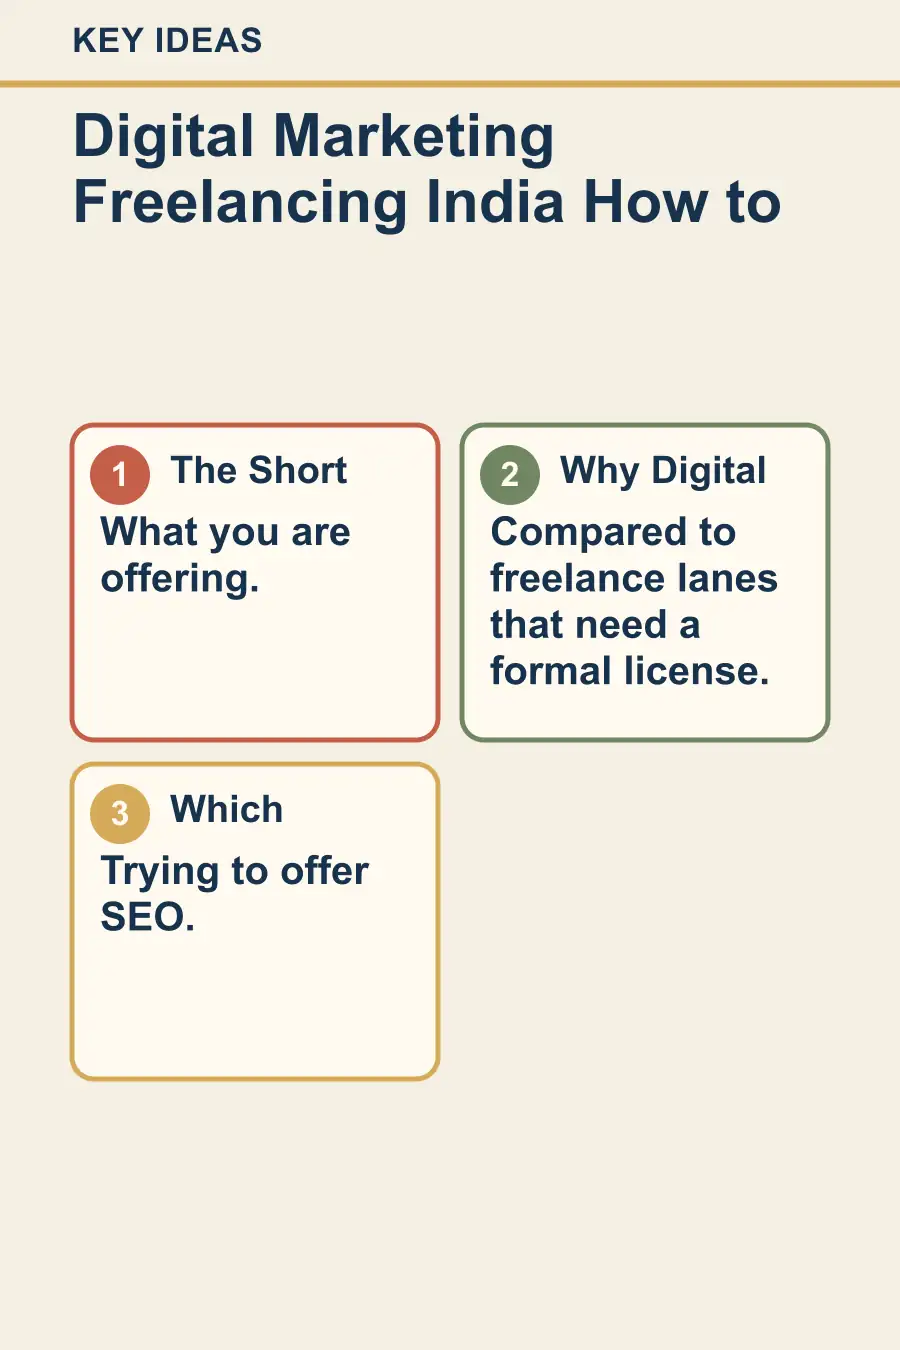 KEY IDEAS
Digital Marketing
Freelancing India How to
1 The Short
What you are
offering.
2 Why Digital
Compared to
freelance lanes
that need a
formal license.
3 Which
Trying to offer
SEO.